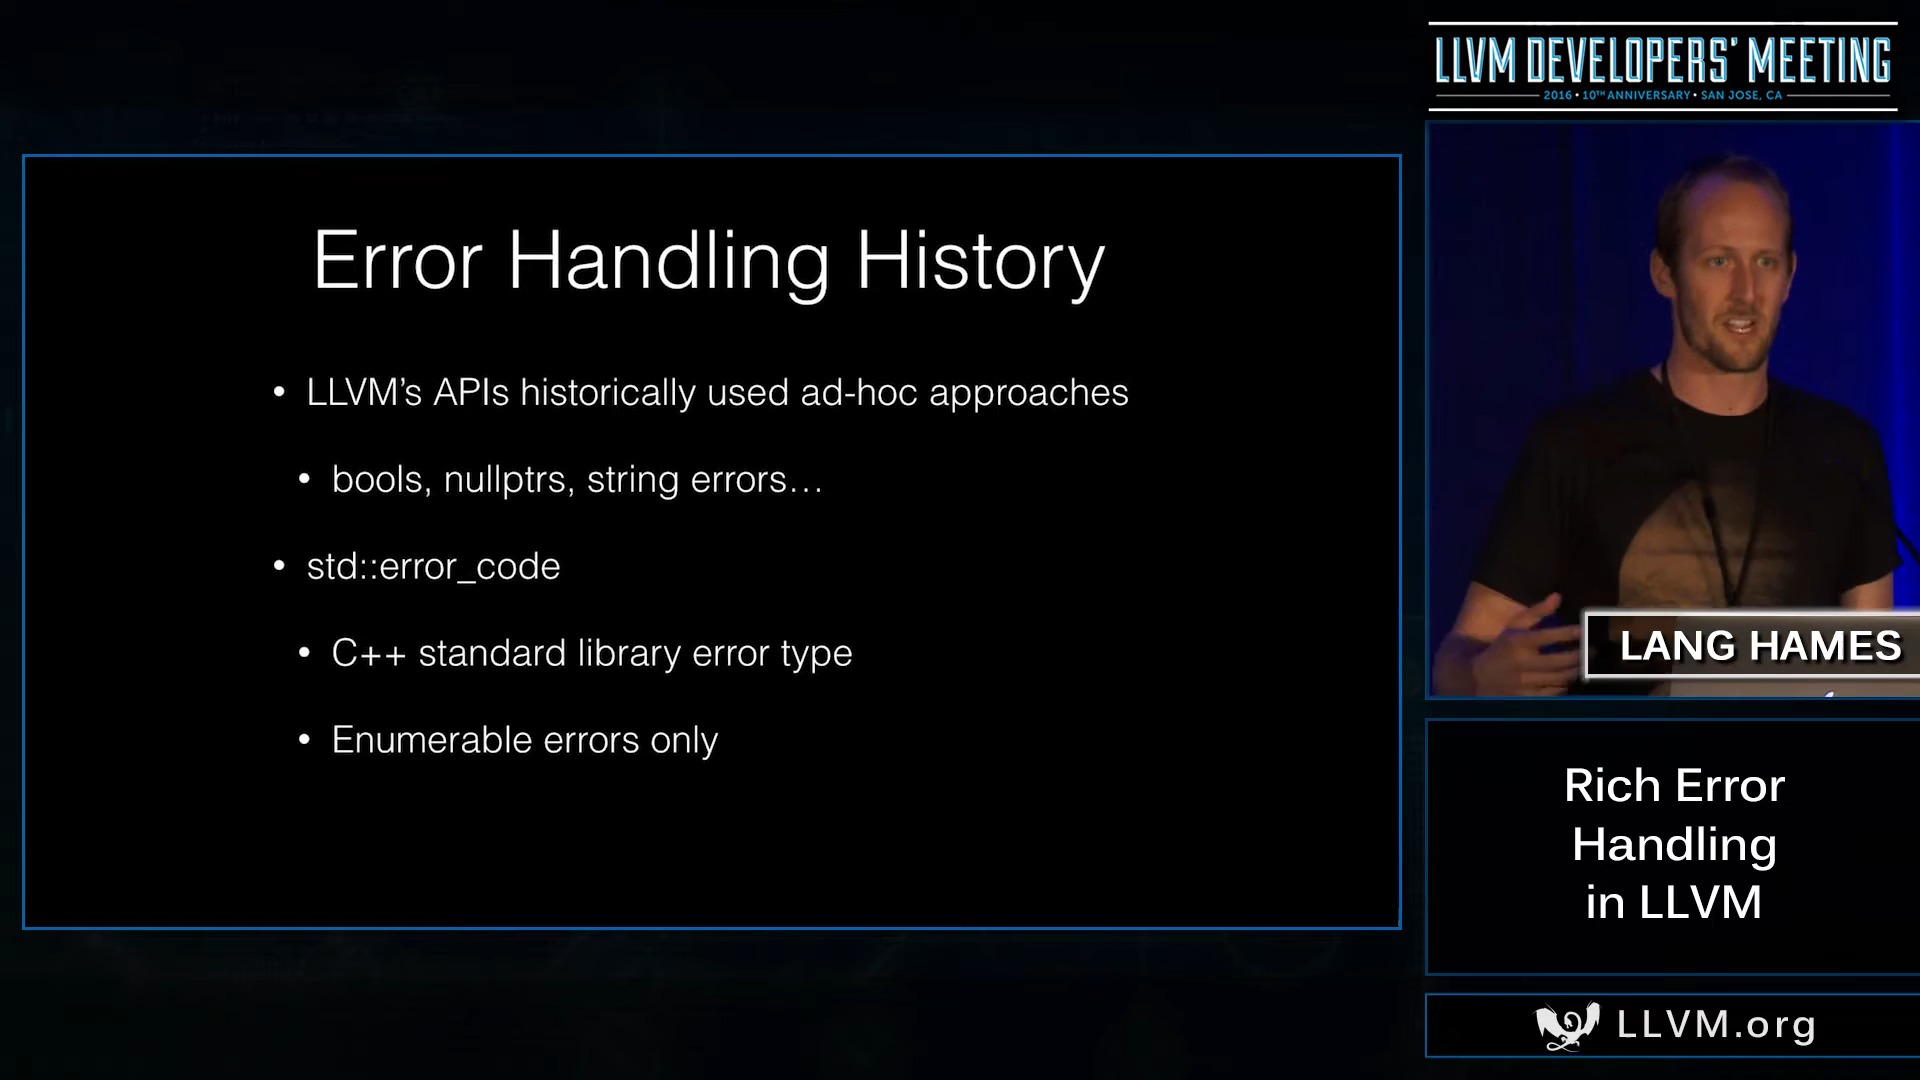 LLVM DEVELOPERS' MEETING
2016 • 10TH ANNIVERSARY • SAN JOSE, CA
Error Handling History
• LLVM’s APIs historically used ad-hoc approaches
• bools, nullptrs, string errors…
• std::error_code
• C++ standard library error type
• Enumerable errors only
LANG HAMES
Rich Error
Handling
in LLVM
LLVM.org